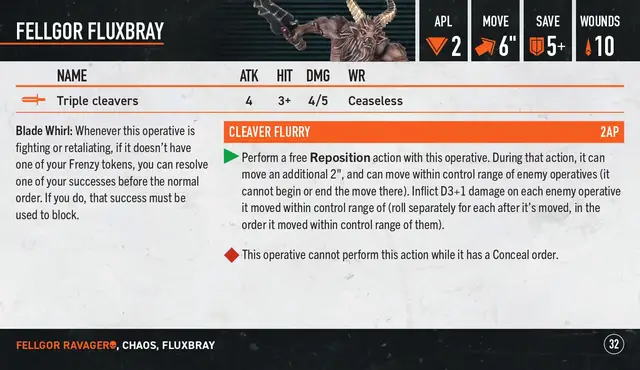 FELLGOR FLUXBRAY
APL MOVE SAVE WOUNDS
2 6" 5+ 10
NAME ATK HIT DMG WR
Triple cleavers 4 3+ 4/5 Ceaseless
Blade Whirl: Whenever this operative is
fighting or retaliating, if it doesn't have
one of your Frenzy tokens, you can resolve
one of your successes before the normal
order. If you do, that success must be
used to block.
CLEAVER FLURRY 2AP
Perform a free Reposition action with this operative. During that action, it can
move an additional 2", and can move within control range of enemy operatives (it
cannot begin or end the move there). Inflict D3+1 damage on each enemy operative
it moved within control range of (roll separately for each after it's moved, in the
order it moved within control range of them).
This operative cannot perform this action while it has a Conceal order.
FELLGOR RAVAGER, CHAOS, FLUXBRAY
32